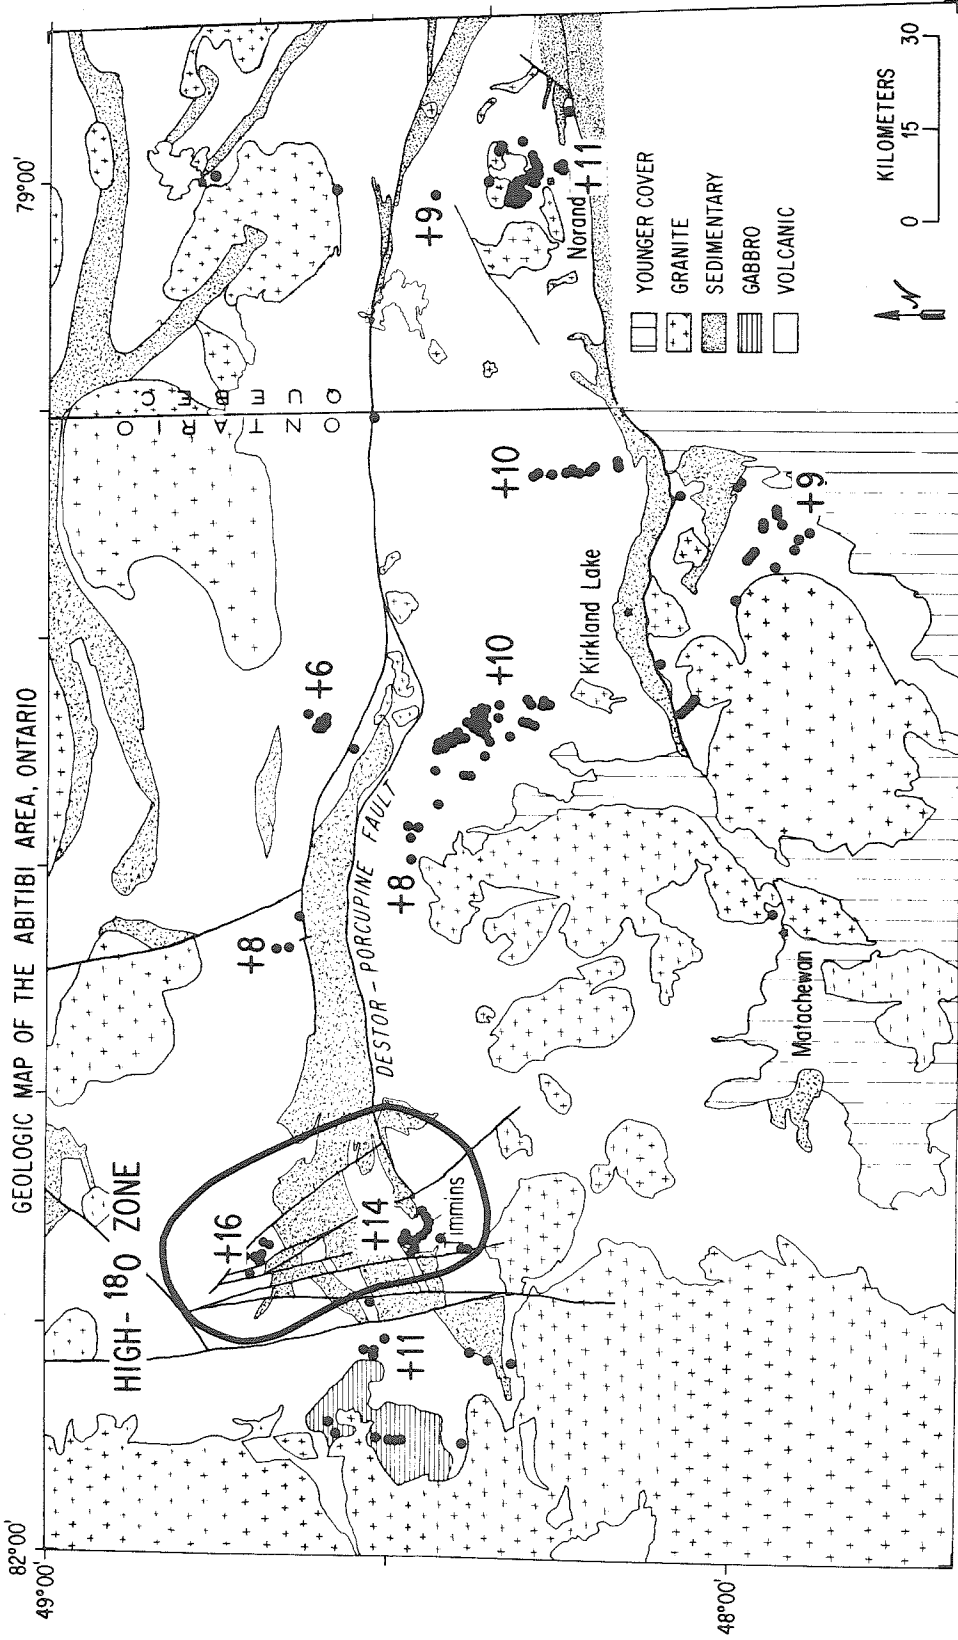 GEOLOGIC MAP OF THE ABITIBI AREA, ONTARIO
82°00'
79°00'
49°00'
48°00'
HIGH-18O ZONE
+16
+14
+11
Timmins
+8
+6
DESTOR-PORCUPINE FAULT
+8
+10
Kirkland Lake
+10
+9
Matachewan
ONTARIO
QUEBEC
+9
Norand
+11
YOUNGER COVER
GRANITE
SEDIMENTARY
GABBRO
VOLCANIC
N
KILOMETERS
0 15 30